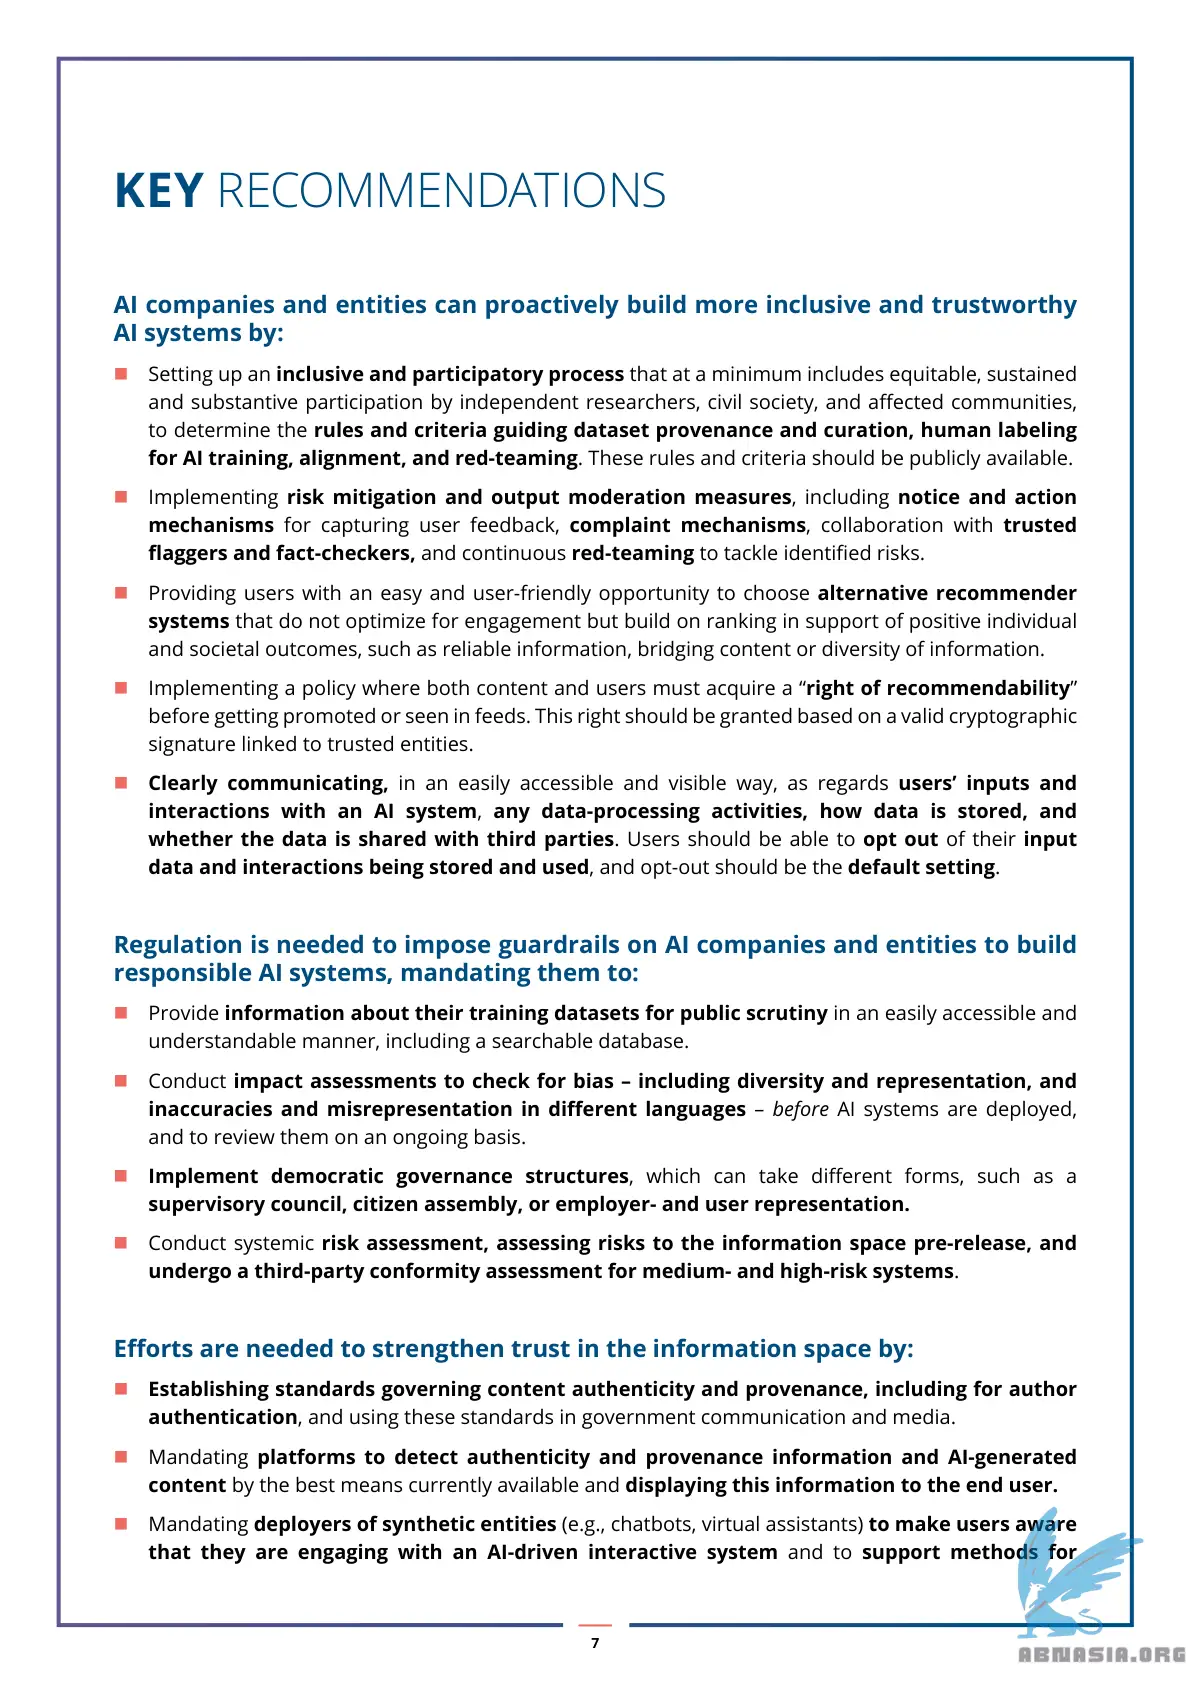 KEY RECOMMENDATIONS
AI companies and entities can proactively build more inclusive and trustworthy
AI systems by:
Setting up an inclusive and participatory process that at a minimum includes equitable, sustained
and substantive participation by independent researchers, civil society, and affected communities,
to determine the rules and criteria guiding dataset provenance and curation, human labeling
for AI training, alignment, and red-teaming. These rules and criteria should be publicly available.
Implementing risk mitigation and output moderation measures, including notice and action
mechanisms for capturing user feedback, complaint mechanisms, collaboration with trusted
flaggers and fact-checkers, and continuous red-teaming to tackle identified risks.
Providing users with an easy and user-friendly opportunity to choose alternative recommender
systems that do not optimize for engagement but build on ranking in support of positive individual
and societal outcomes, such as reliable information, bridging content or diversity of information.
Implementing a policy where both content and users must acquire a “right of recommendability”
before getting promoted or seen in feeds. This right should be granted based on a valid cryptographic
signature linked to trusted entities.
Clearly communicating, in an easily accessible and visible way, as regards users’ inputs and
interactions with an AI system, any data-processing activities, how data is stored, and
whether the data is shared with third parties. Users should be able to opt out of their input
data and interactions being stored and used, and opt-out should be the default setting.
Regulation is needed to impose guardrails on AI companies and entities to build
responsible AI systems, mandating them to:
Provide information about their training datasets for public scrutiny in an easily accessible and
understandable manner, including a searchable database.
Conduct impact assessments to check for bias – including diversity and representation, and
inaccuracies and misrepresentation in different languages – before AI systems are deployed,
and to review them on an ongoing basis.
Implement democratic governance structures, which can take different forms, such as a
supervisory council, citizen assembly, or employer- and user representation.
Conduct systemic risk assessment, assessing risks to the information space pre-release, and
undergo a third-party conformity assessment for medium- and high-risk systems.
Efforts are needed to strengthen trust in the information space by:
Establishing standards governing content authenticity and provenance, including for author
authentication, and using these standards in government communication and media.
Mandating platforms to detect authenticity and provenance information and AI-generated
content by the best means currently available and displaying this information to the end user.
Mandating deployers of synthetic entities (e.g., chatbots, virtual assistants) to make users aware
that they are engaging with an AI-driven interactive system and to support methods for
7
ABNASIA.ORG